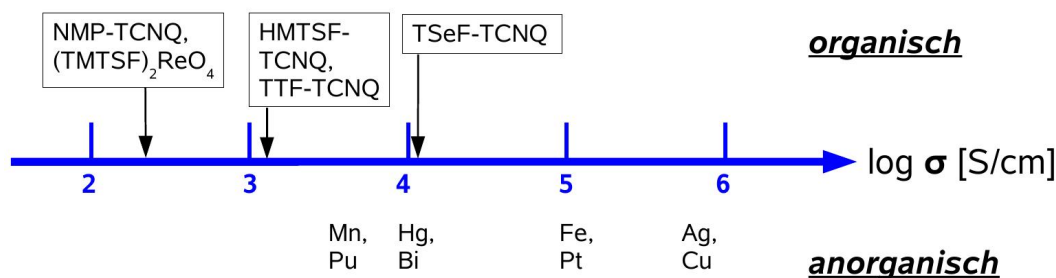 NMP-TCNQ,
(TMTSF)₂ReO₄
HMTSF-
TCNQ,
TTF-TCNQ
TSeF-TCNQ
organisch
2 3 4 5 6
log σ [S/cm]
Mn, Hg, Fe, Ag,
Pu Bi Pt Cu
anorganisch